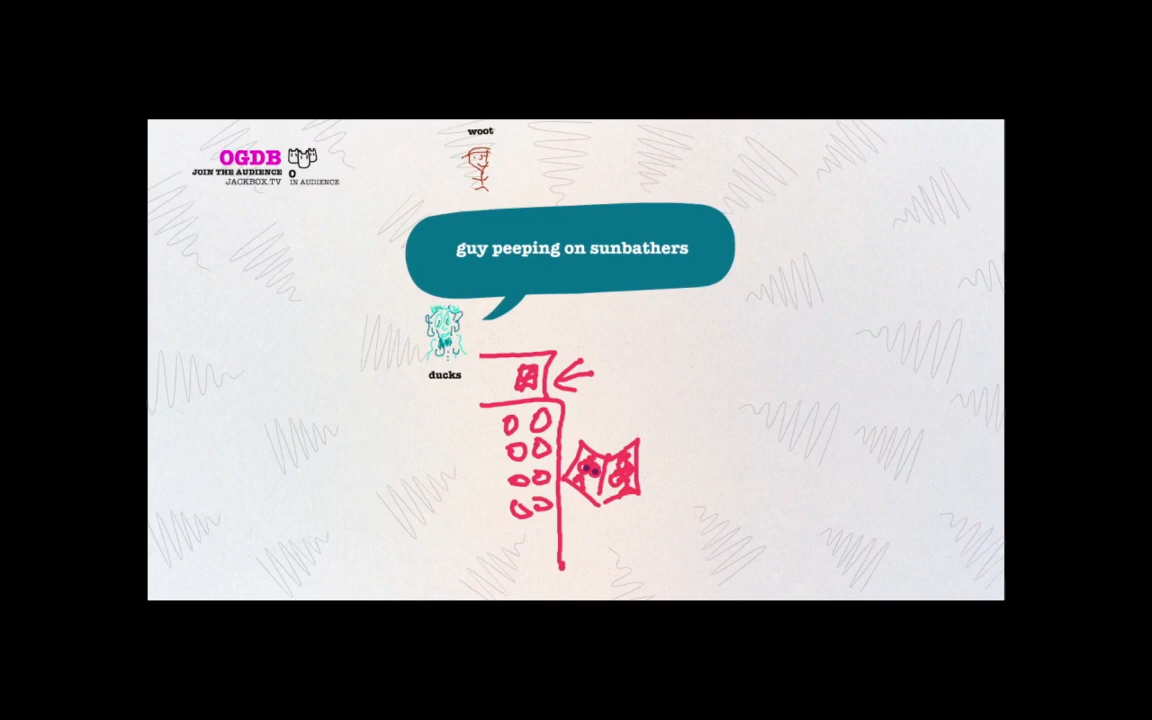 woot
OGDB
JOIN THE AUDIENCE
JACKBOX.TV
0
IN AUDIENCE
guy peeping on sunbathers
ducks